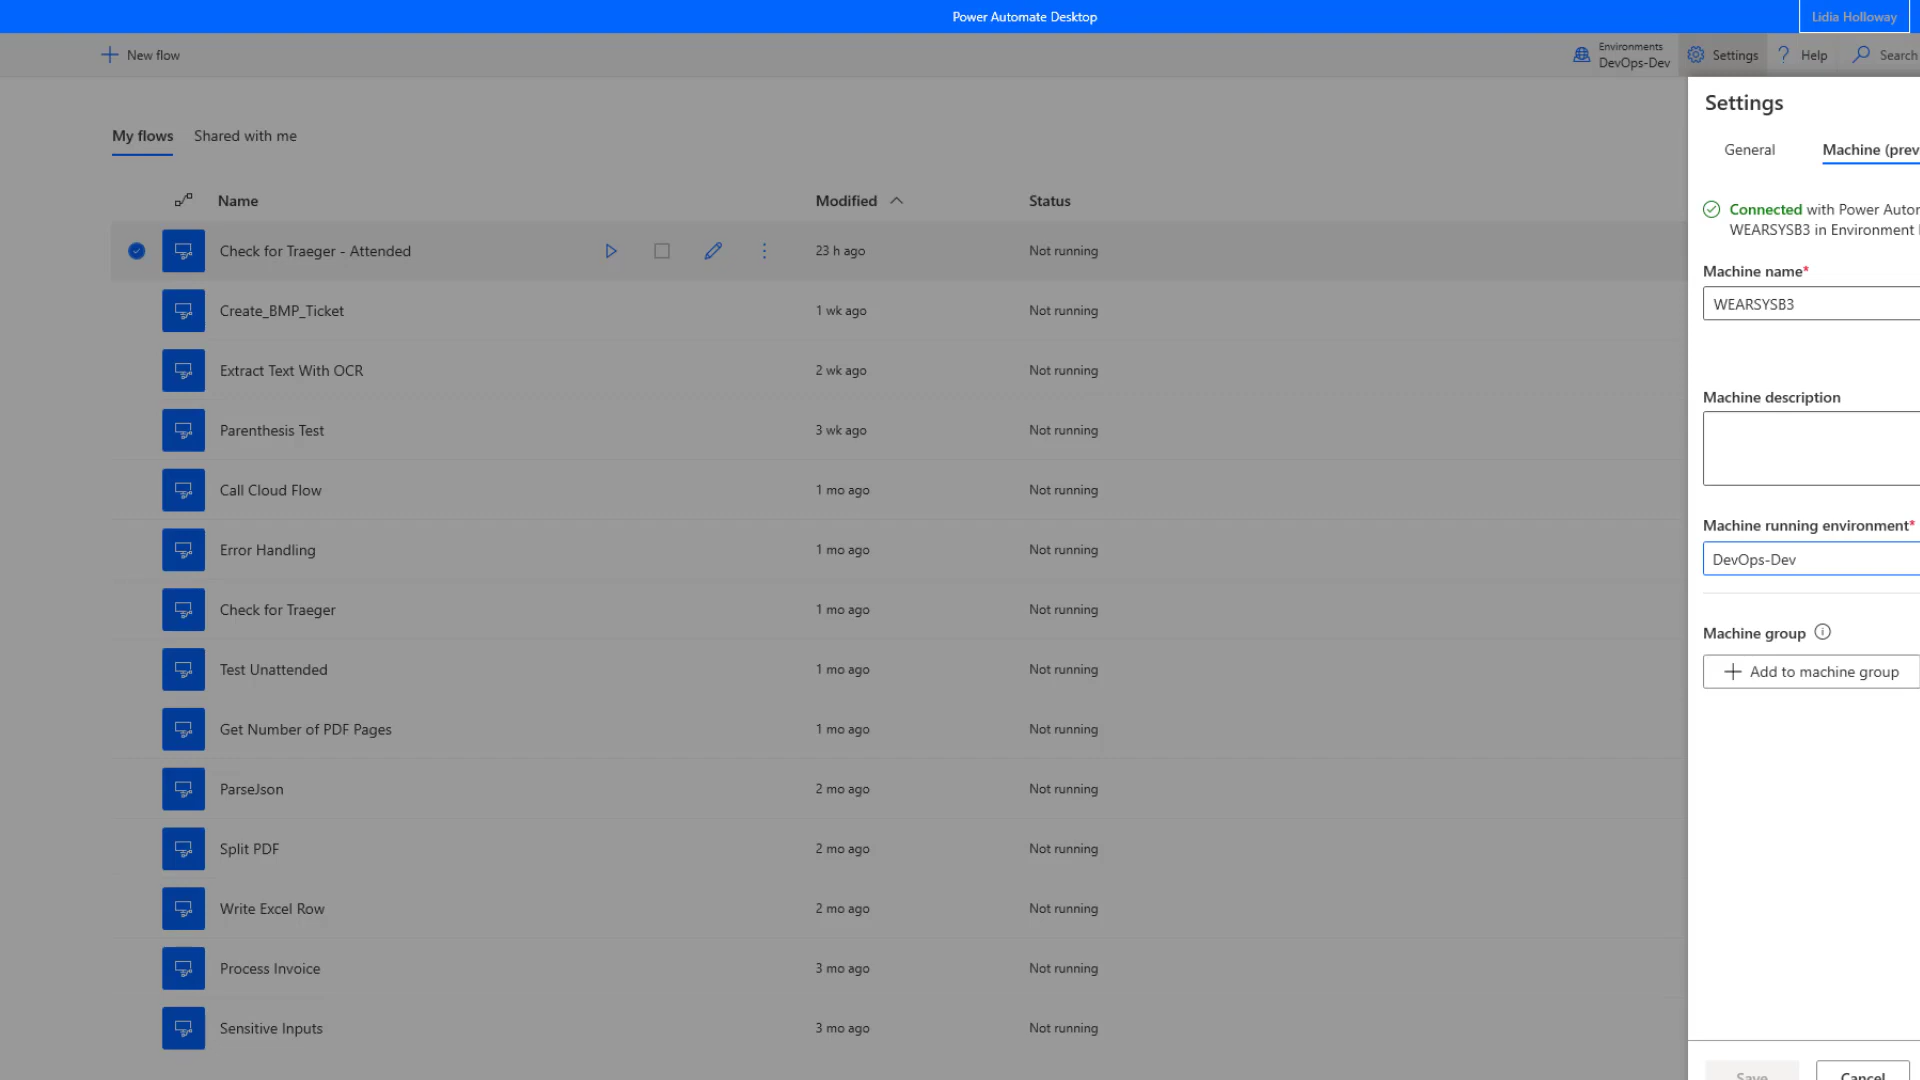 Power Automate Desktop
Lidia Holloway
New flow
Environments
DevOps-Dev
Settings
Help
Search
Settings
General
Machine (prev
Connected with Power Autor
WEARSYSB3 in Environment
Machine name*
WEARSYSB3
Machine description
Machine running environment*
DevOps-Dev
Machine group
Add to machine group
Save
Cancel
My flows
Shared with me
Name
Modified
Status
Check for Traeger - Attended
23 h ago
Not running
Create_BMP_Ticket
1 wk ago
Not running
Extract Text With OCR
2 wk ago
Not running
Parenthesis Test
3 wk ago
Not running
Call Cloud Flow
1 mo ago
Not running
Error Handling
1 mo ago
Not running
Check for Traeger
1 mo ago
Not running
Test Unattended
1 mo ago
Not running
Get Number of PDF Pages
1 mo ago
Not running
ParseJson
2 mo ago
Not running
Split PDF
2 mo ago
Not running
Write Excel Row
2 mo ago
Not running
Process Invoice
3 mo ago
Not running
Sensitive Inputs
3 mo ago
Not running